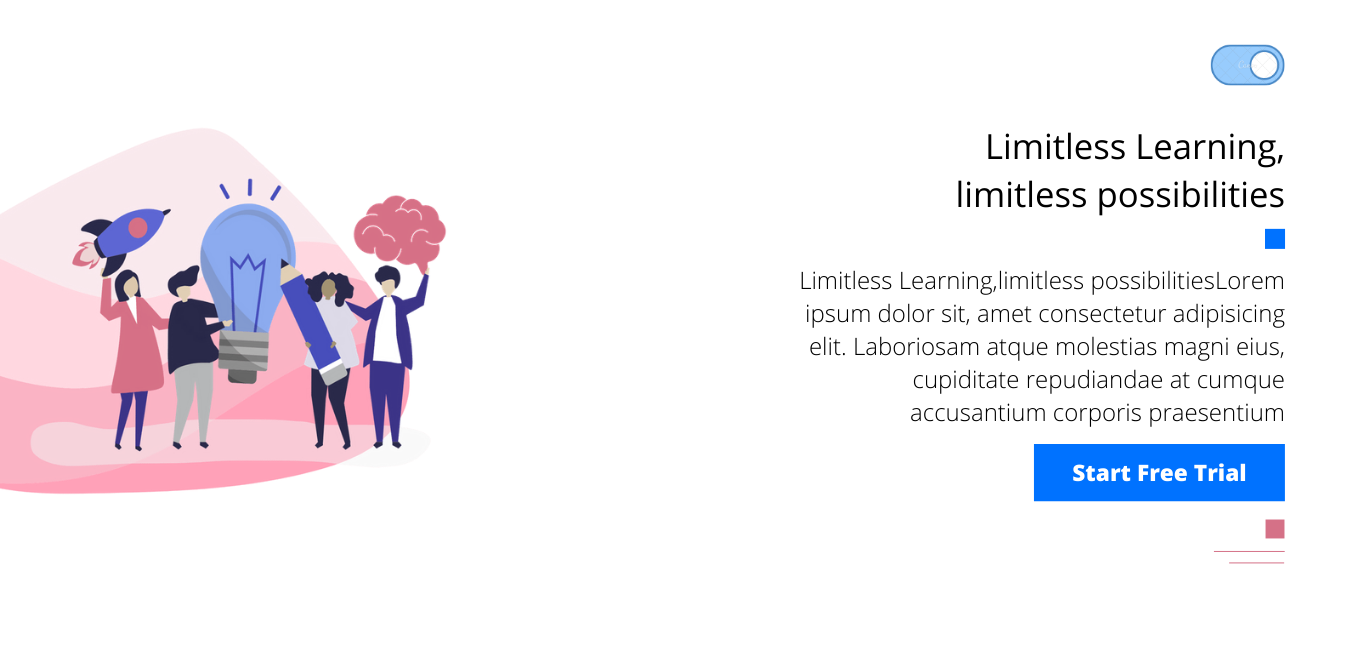 Limitless Learning,
limitless possibilities
Limitless Learning,limitless possibilitiesLorem
ipsum dolor sit, amet consectetur adipisicing
elit. Laboriosam atque molestias magni eius,
cupiditate repudiandae at cumque
accusantium corporis praesentium
Start Free Trial